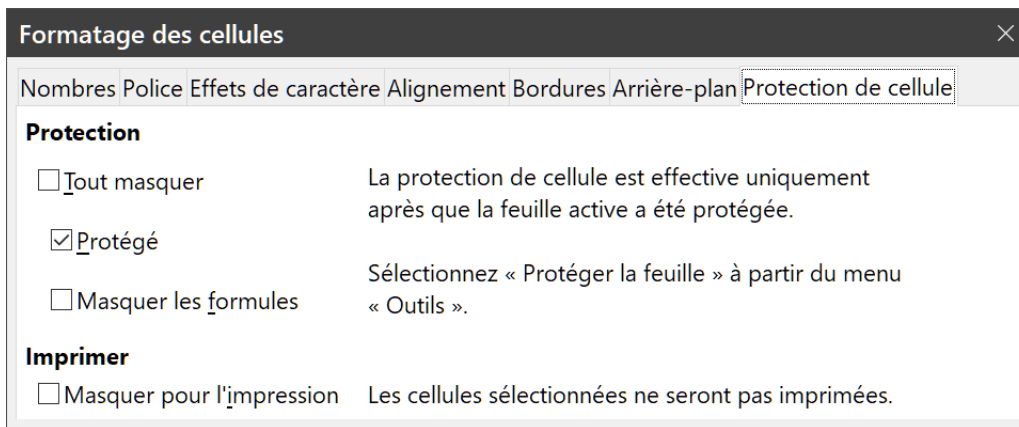 Formatage des cellules
Nombres Police Effets de caractère Alignement Bordures Arrière-plan Protection de cellule
Protection
Tout masquer
La protection de cellule est effective uniquement
après que la feuille active a été protégée.
Protégé
Masquer les formules
Sélectionnez « Protéger la feuille » à partir du menu
« Outils ».
Imprimer
Masquer pour l'impression
Les cellules sélectionnées ne seront pas imprimées.